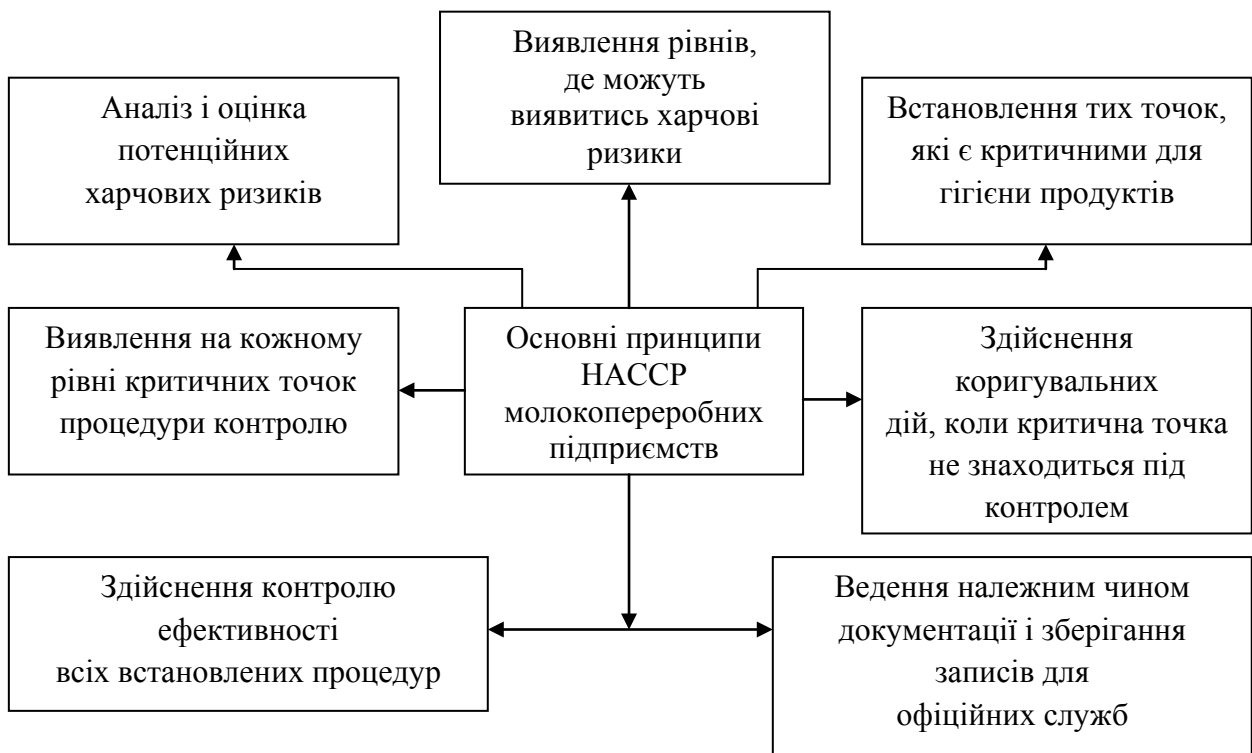 Виявлення рівнів,
де можуть
виявитись харчові
ризики
Аналіз і оцінка
потенційних
харчових ризиків
Встановлення тих точок,
які є критичними для
гігієни продуктів
Виявлення на кожному
рівні критичних точок
процедури контролю
Основні принципи
НАССР
молокопереробних
підприємств
Здійснення
коригувальних
дій, коли критична точка
не знаходиться під
контролем
Здійснення контролю
ефективності
всіх встановлених процедур
Ведення належним чином
документації і зберігання
записів для
офіційних служб